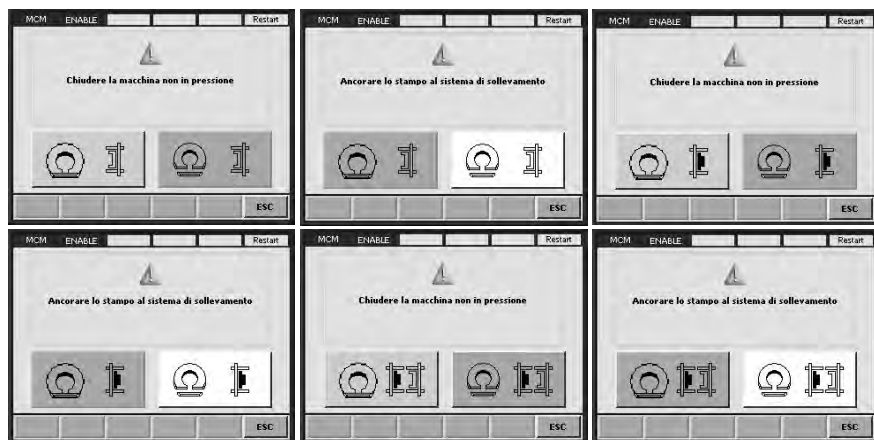 MCM ENABLE Restart
Chiudere la macchina non in pressione
ESC
MCM ENABLE Restart
Ancorare lo stampo al sistema di sollevamento
ESC
MCM ENABLE Restart
Chiudere la macchina non in pressione
ESC
MCM ENABLE Restart
Ancorare lo stampo al sistema di sollevamento
ESC
MCM ENABLE Restart
Chiudere la macchina non in pressione
ESC
MCM ENABLE Restart
Ancorare lo stampo al sistema di sollevamento
ESC